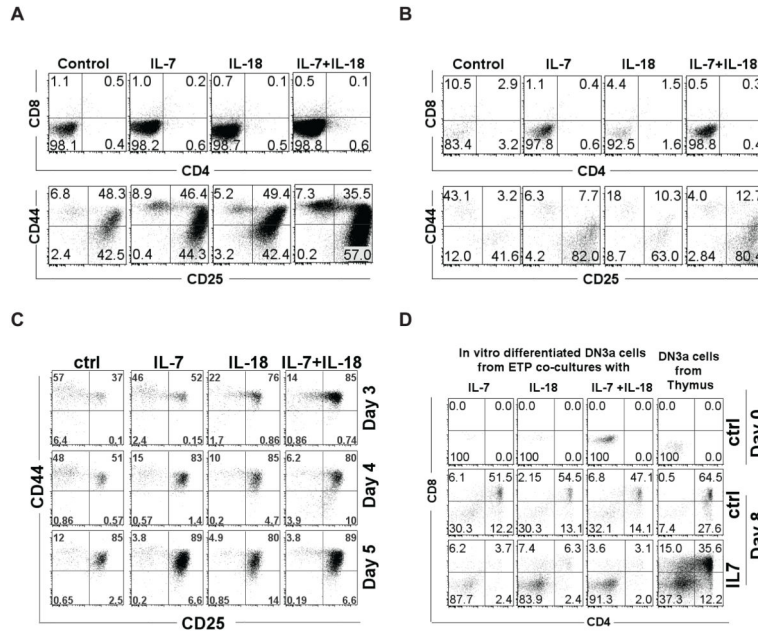 A
Control IL-7 IL-18 IL-7+IL-18
1.1 0.5 1.0 0.2 0.7 0.1 0.5 0.1
98.1 0.4 98.2 0.6 98.7 0.5 98.8 0.6
CD8
CD4
6.8 48.3 8.9 46.4 5.2 49.4 7.3 35.5
2.4 42.5 0.4 44.3 3.2 42.4 0.2 57.0
CD44
CD25
B
Control IL-7 IL-18 IL-7+IL-18
10.5 2.9 1.1 0.4 4.4 1.5 0.5 0.3
83.4 3.2 97.8 0.6 92.5 1.6 98.8 0.4
CD8
CD4
43.1 3.2 6.3 7.7 18 10.3 4.0 12.7
12.0 41.6 4.2 82.0 8.7 63.0 2.84 80.4
CD44
CD25
C
ctrl IL-7 IL-18 IL-7+IL-18
57 37 46 52 22 76 14 85
6.4 0.1 2.4 0.15 1.7 0.86 0.86 0.74
Day 3
48 51 15 83 10 85 6.2 80
0.86 0.57 0.57 1.4 0.2 4.7 3.9 10
Day 4
12 85 3.8 89 4.9 80 3.8 89
0.65 2.5 0.2 6.6 0.85 14 0.19 6.6
Day 5
CD44
CD25
D
In vitro differentiated DN3a cells
from ETP co-cultures with
DN3a cells
from
Thymus
IL-7 IL-18 IL-7 +IL-18
0.0 0.0 0.0 0.0 0.0 0.0 0.0 0.0
100 0.0 100 0.0 100 0.0 100 0.0
ctrl
Day 0
6.1 51.5 2.15 54.5 6.8 47.1 0.5 64.5
30.3 12.2 30.3 13.1 32.1 14.1 7.4 27.6
ctrl
Day 8
6.2 3.7 7.4 6.3 3.6 3.1 15.0 35.6
87.7 2.4 83.9 2.4 91.3 2.0 37.3 12.2
IL7
CD8
CD4